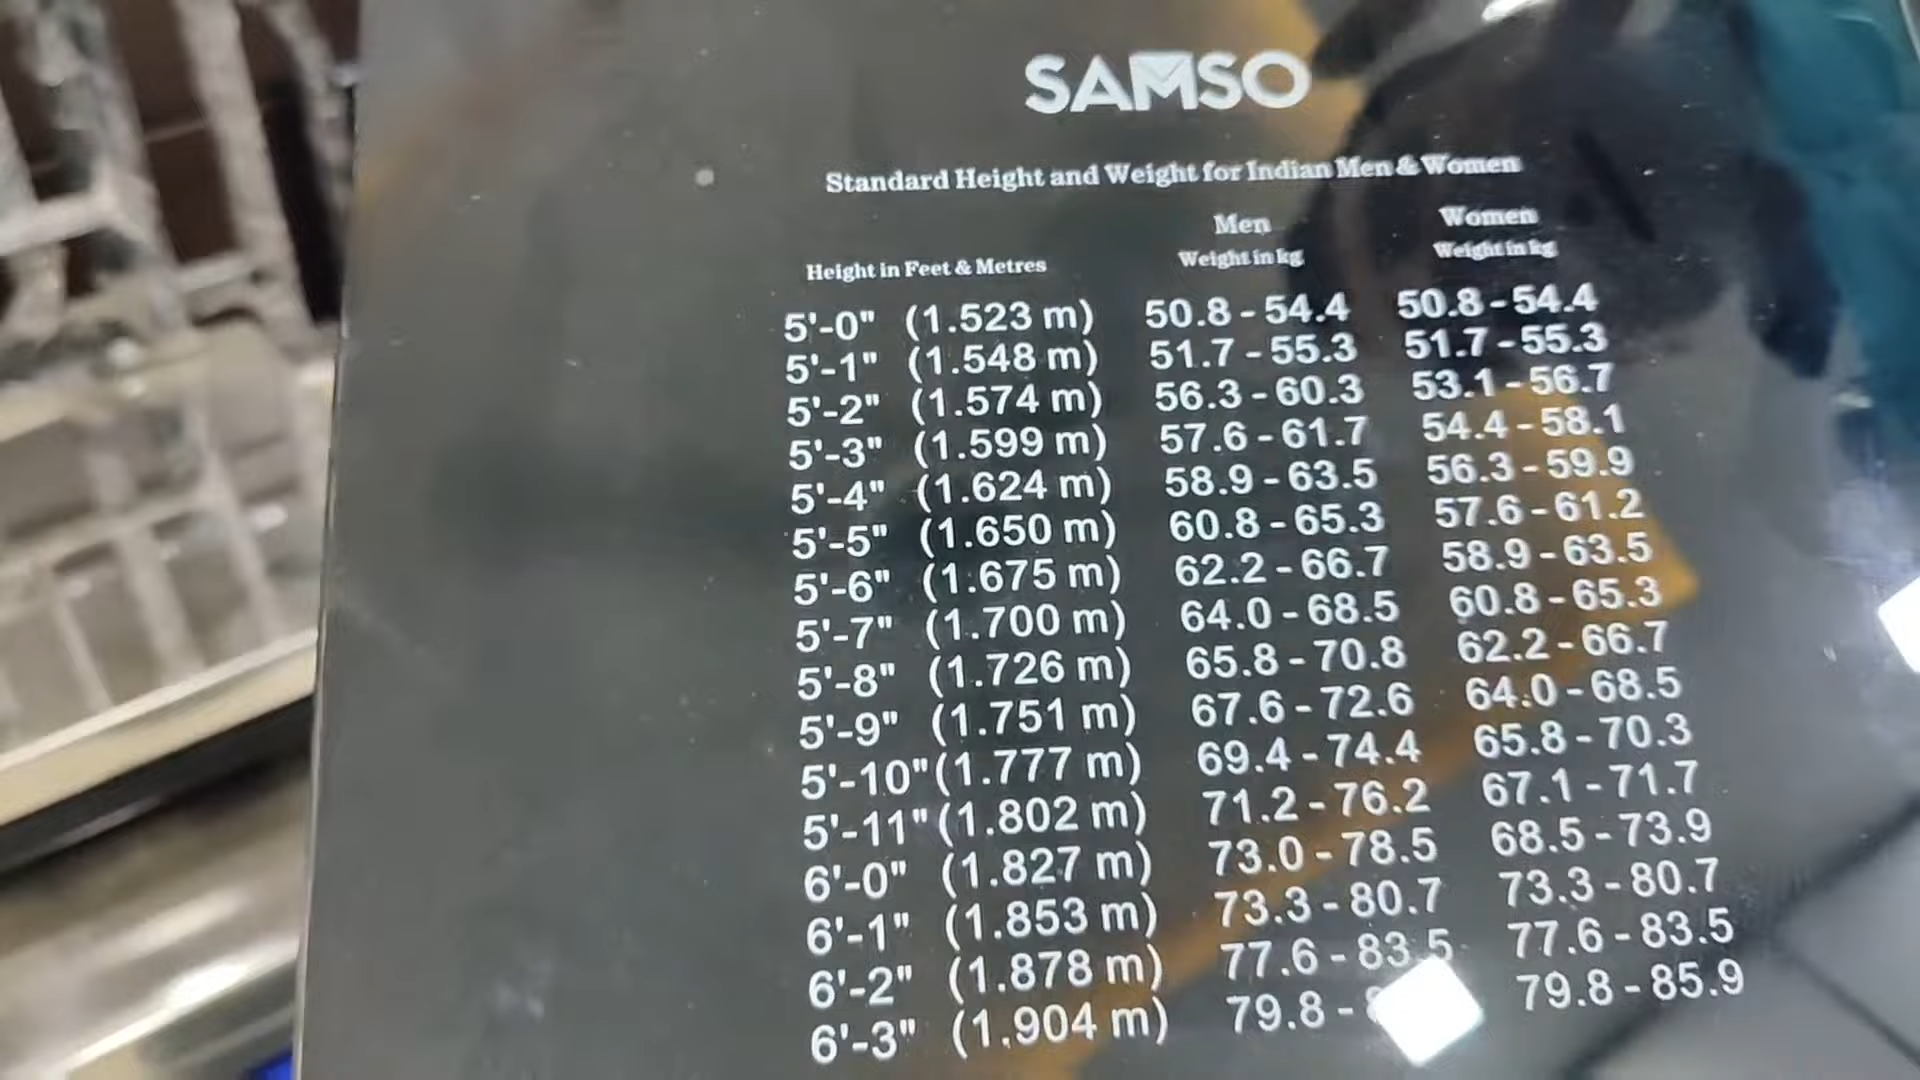 SAMSO
Standard Height and Weight for Indian Men & Women
Men Women
Height in Feet & Metres Weight in kg Weight in kg
5'-0" (1.523 m) 50.8 - 54.4 50.8 - 54.4
5'-1" (1.548 m) 51.7 - 55.3 51.7 - 55.3
5'-2" (1.574 m) 56.3 - 60.3 53.1 - 56.7
5'-3" (1.599 m) 57.6 - 61.7 54.4 - 58.1
5'-4" (1.624 m) 58.9 - 63.5 56.3 - 59.9
5'-5" (1.650 m) 60.8 - 65.3 57.6 - 61.2
5'-6" (1.675 m) 62.2 - 66.7 58.9 - 63.5
5'-7" (1.700 m) 64.0 - 68.5 60.8 - 65.3
5'-8" (1.726 m) 65.8 - 70.8 62.2 - 66.7
5'-9" (1.751 m) 67.6 - 72.6 64.0 - 68.5
5'-10" (1.777 m) 69.4 - 74.4 65.8 - 70.3
5'-11" (1.802 m) 71.2 - 76.2 67.1 - 71.7
6'-0" (1.827 m) 73.0 - 78.5 68.5 - 73.9
6'-1" (1.853 m) 73.3 - 80.7 73.3 - 80.7
6'-2" (1.878 m) 77.6 - 83.5 77.6 - 83.5
6'-3" (1.904 m) 79.8 - 79.8 - 85.9